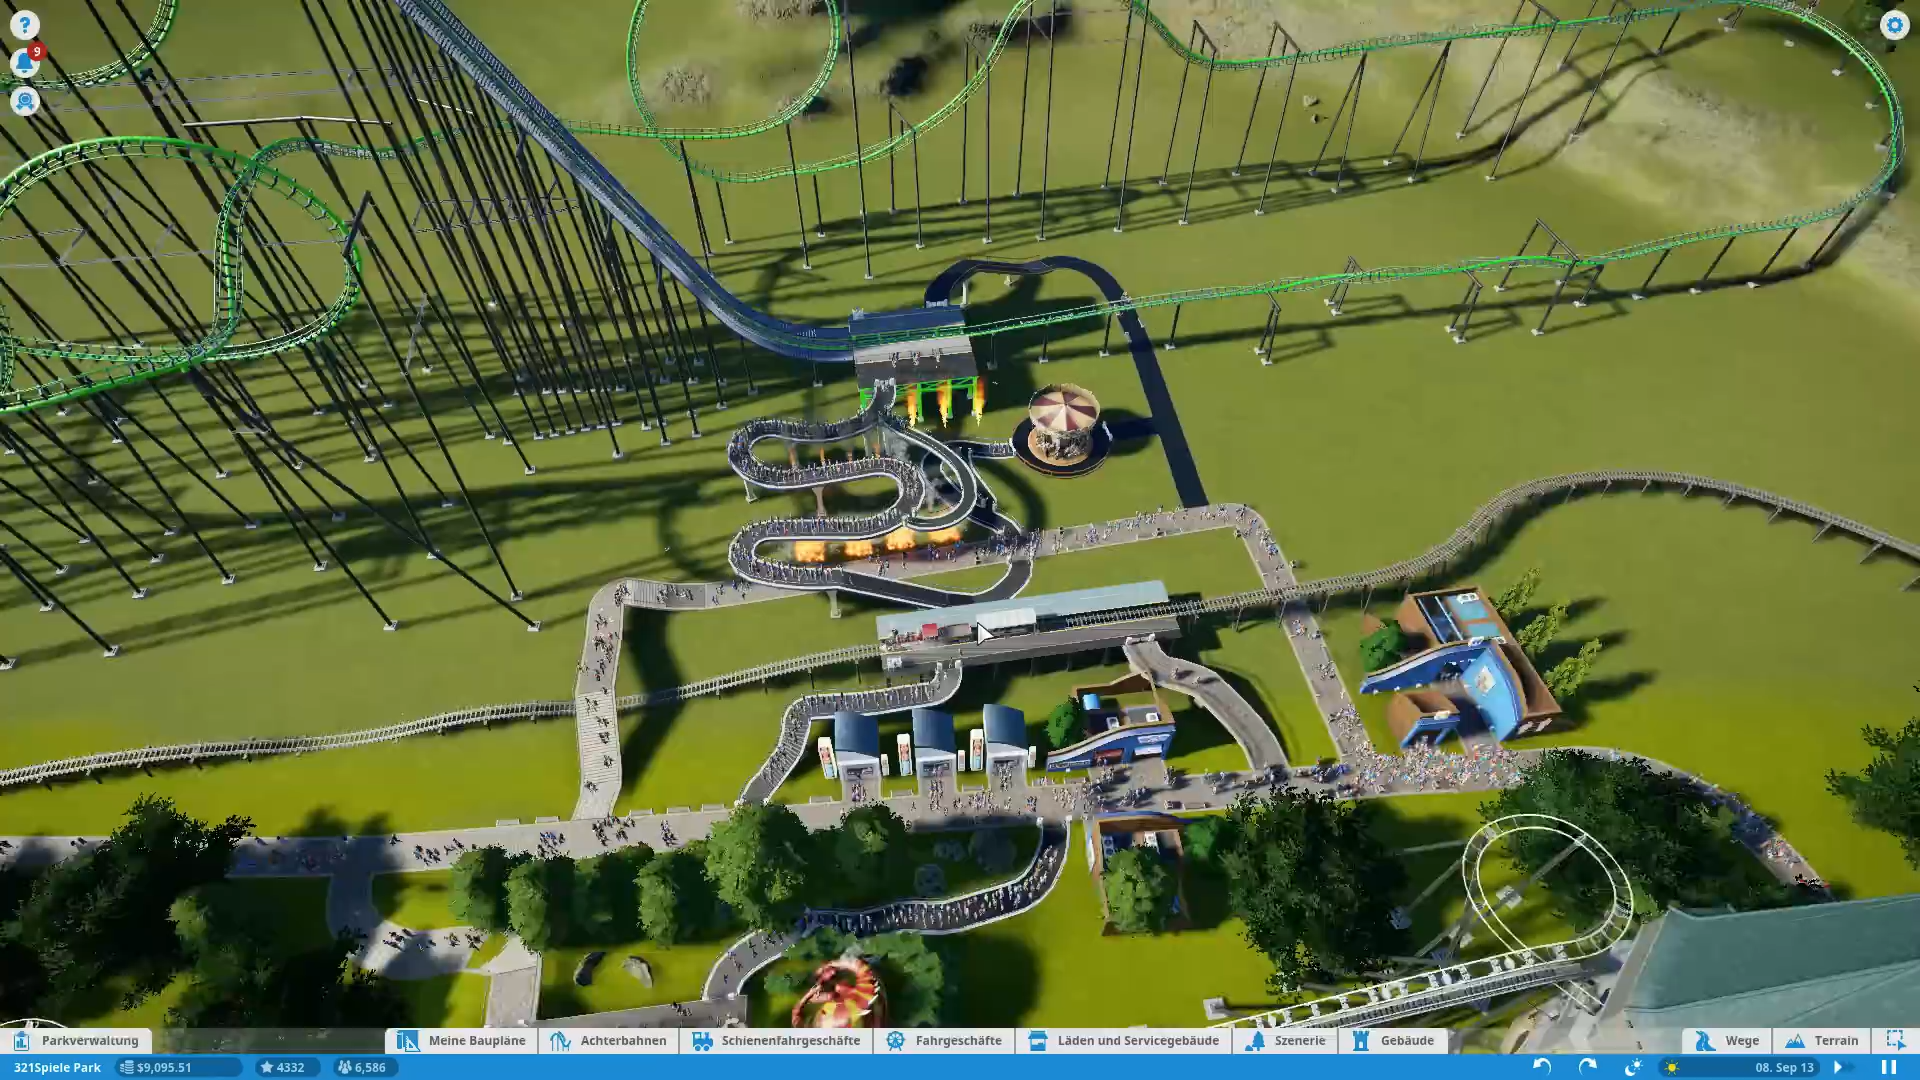 9
Parkverwaltung
Meine Baupläne
Achterbahnen
Schienenfahrgeschäfte
Fahrgeschäfte
Läden und Servicegebäude
Szenerie
Gebäude
Wege
Terrain
321Spiele Park
$9,095.51
4332
6,586
08. Sep 13